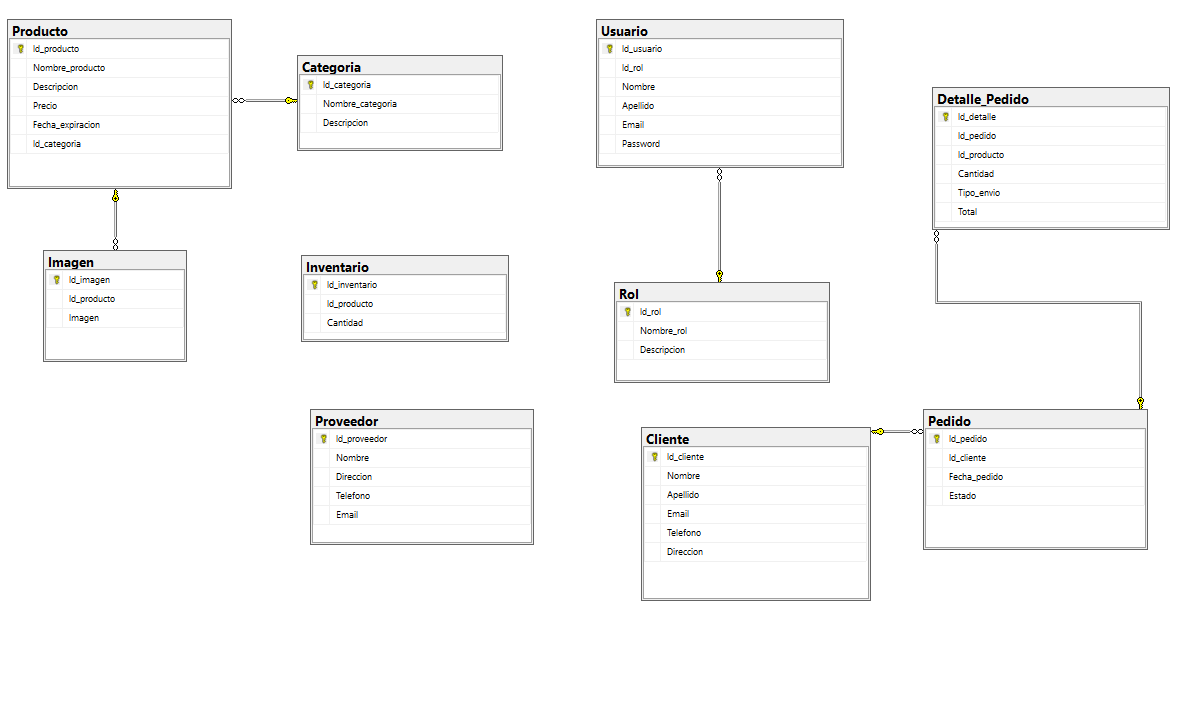 Producto
Id_producto
Nombre_producto
Descripcion
Precio
Fecha_expiracion
Id_categoria
Categoria
Id_categoria
Nombre_categoria
Descripcion
Imagen
Id_imagen
Id_producto
Imagen
Inventario
Id_inventario
Id_producto
Cantidad
Proveedor
Id_proveedor
Nombre
Direccion
Telefono
Email
Usuario
Id_usuario
Id_rol
Nombre
Apellido
Email
Password
Rol
Id_rol
Nombre_rol
Descripcion
Cliente
Id_cliente
Nombre
Apellido
Email
Telefono
Direccion
Detalle_Pedido
Id_detalle
Id_pedido
Id_producto
Cantidad
Tipo_envio
Total
Pedido
Id_pedido
Id_cliente
Fecha_pedido
Estado